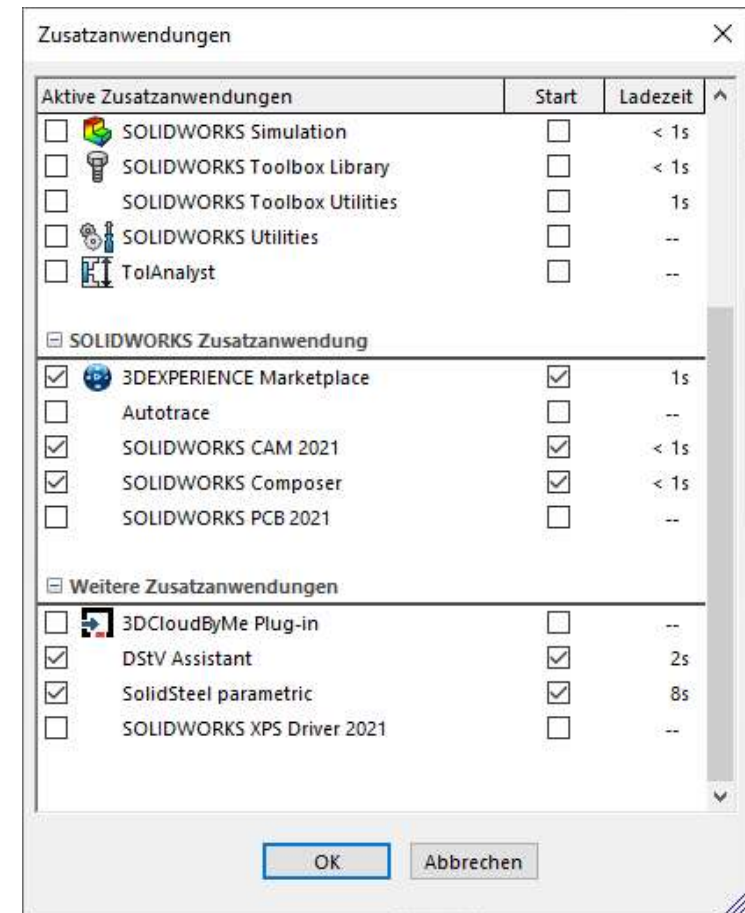 Zusatzanwendungen
Aktive Zusatzanwendungen Start Ladezeit
SOLIDWORKS Simulation < 1s
SOLIDWORKS Toolbox Library < 1s
SOLIDWORKS Toolbox Utilities 1s
SOLIDWORKS Utilities --
TolAnalyst --
SOLIDWORKS Zusatzanwendung
3DEXPERIENCE Marketplace 1s
Autotrace --
SOLIDWORKS CAM 2021 < 1s
SOLIDWORKS Composer < 1s
SOLIDWORKS PCB 2021 --
Weitere Zusatzanwendungen
3DCloudByMe Plug-in --
DStV Assistant 2s
SolidSteel parametric 8s
SOLIDWORKS XPS Driver 2021 --
OK Abbrechen